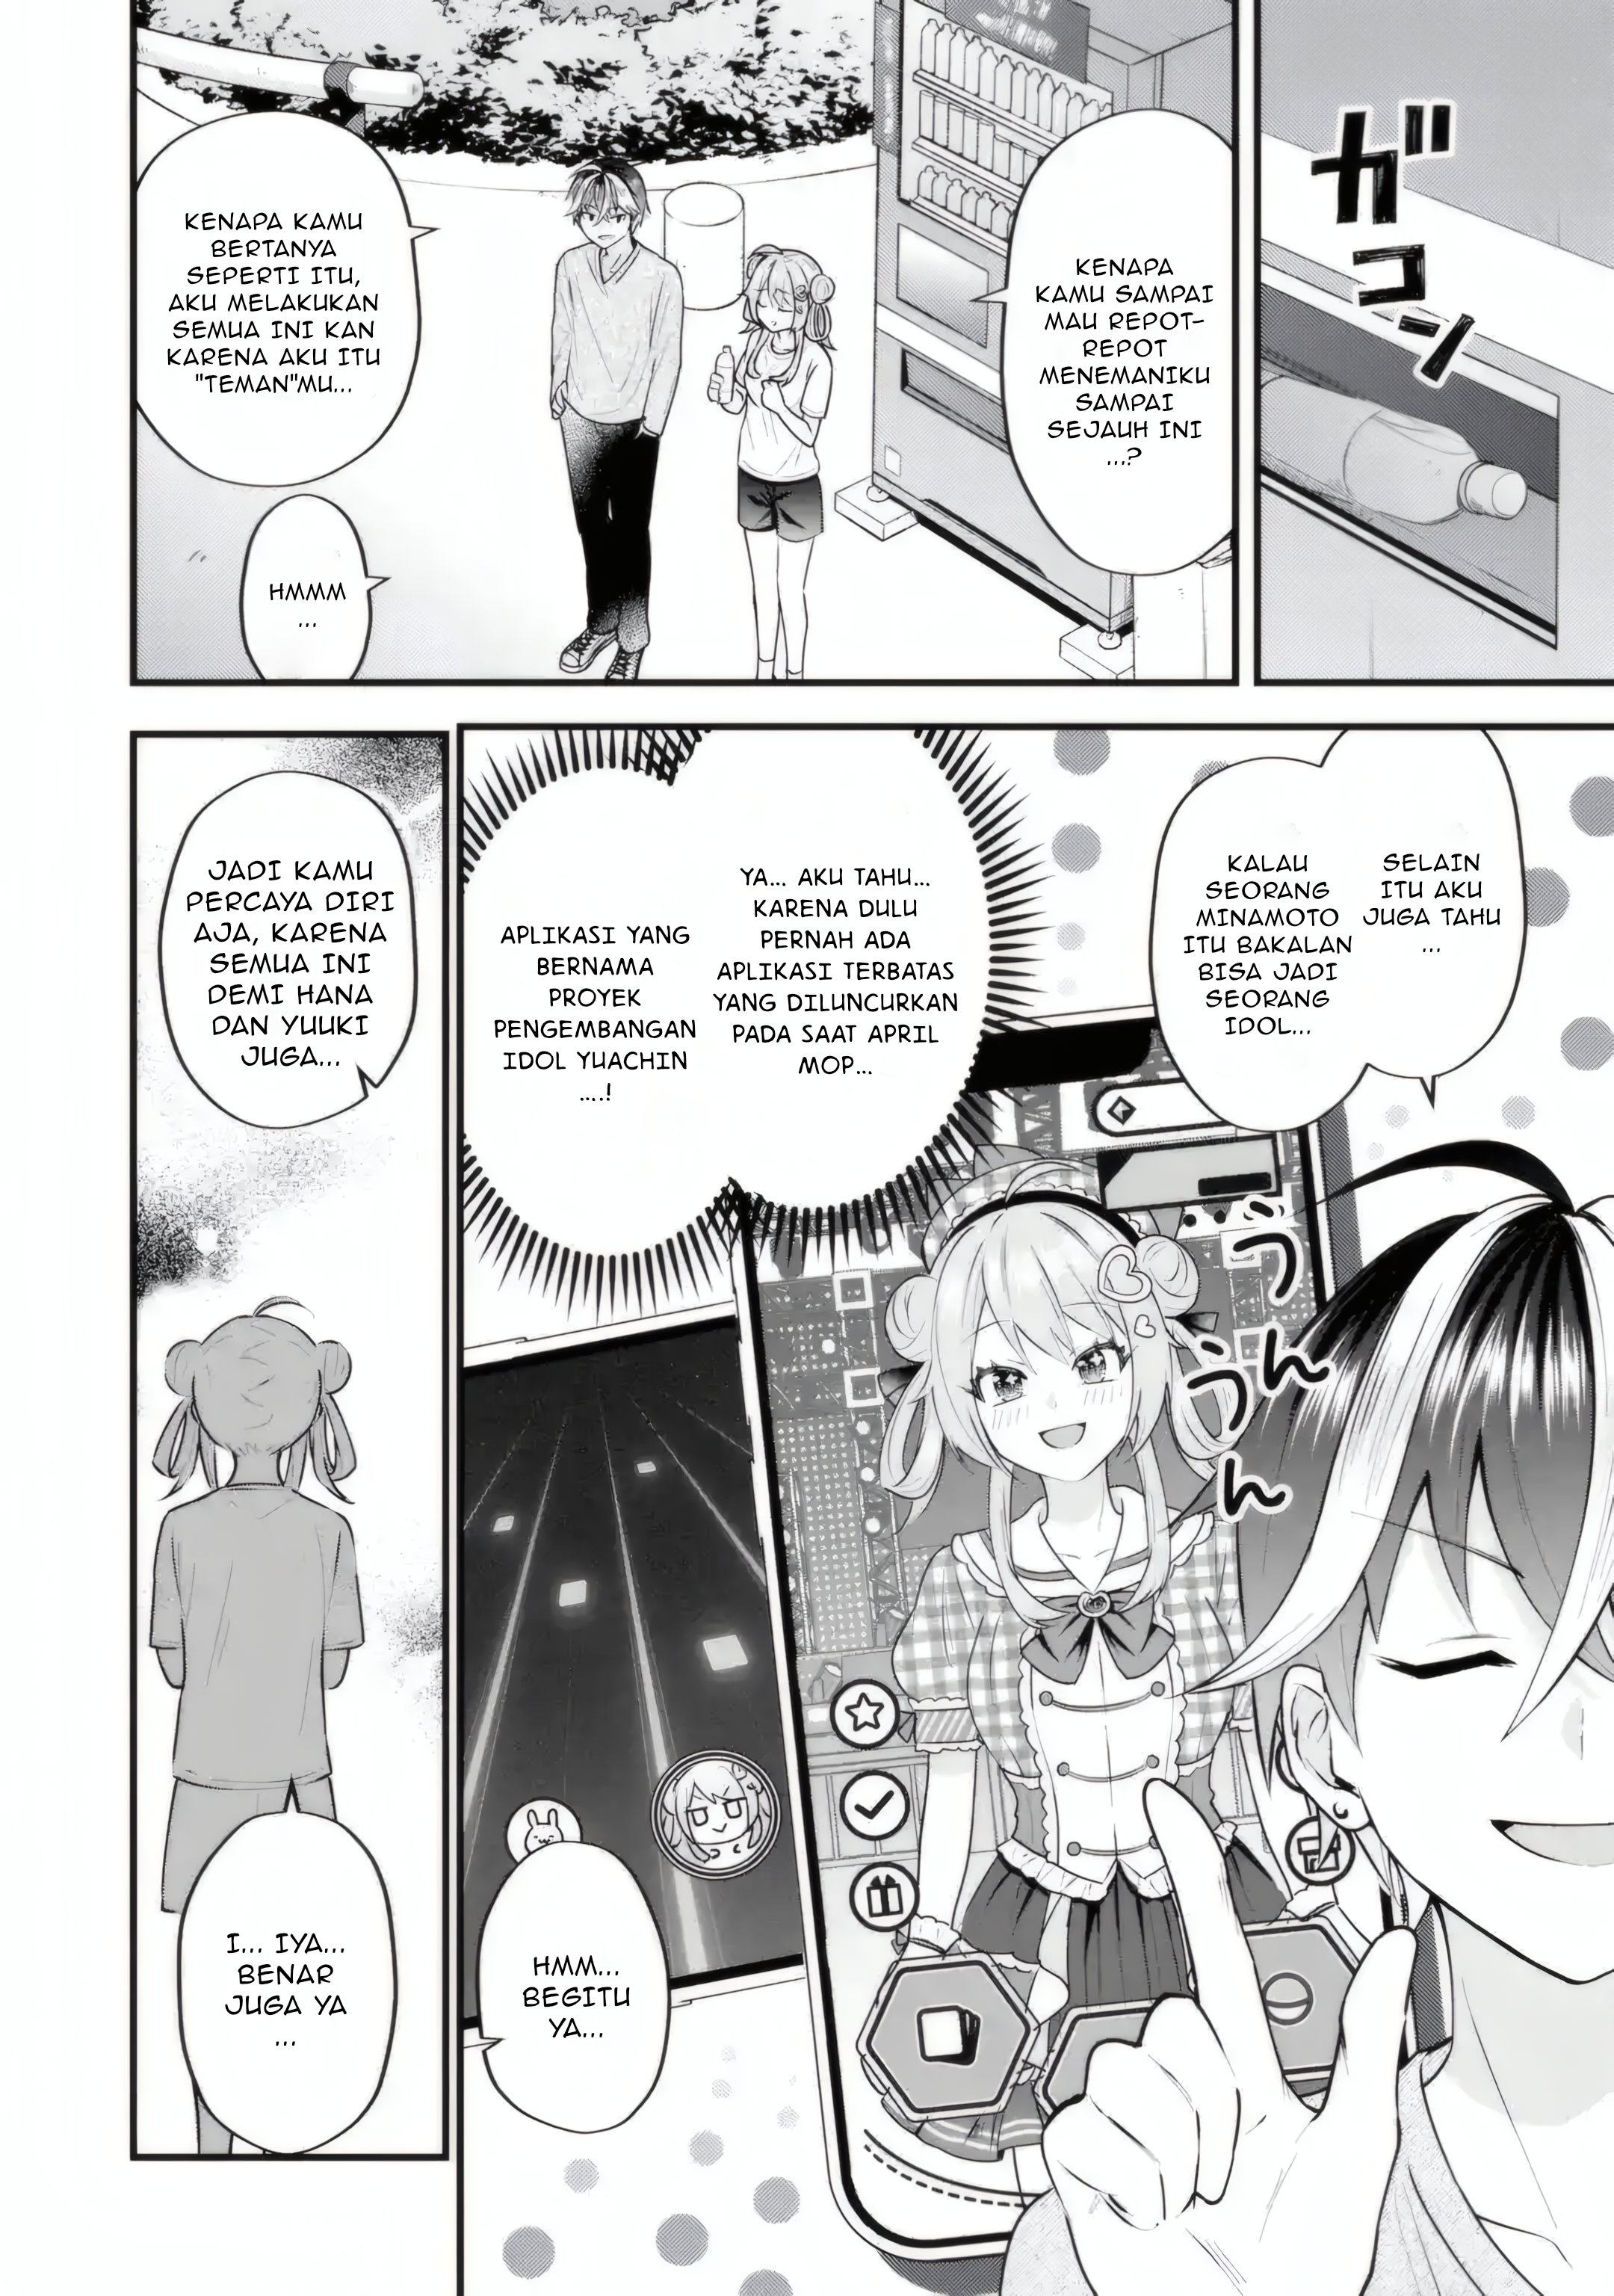 ガコン
KENAPA
KAMU SAMPAI
MAU REPOT-
REPOT
MENEMANIKU
SAMPAI
SEJAUH INI
...?
KENAPA KAMU
BERTANYA
SEPERTI ITU,
AKU MELAKUKAN
SEMUA INI KAN
KARENA AKU ITU
"TEMAN"MU...
HMMM
...
SELAIN
ITU AKU
JUGA TAHU
...
KALAU
SEORANG
MINAMOTO
ITU BAKALAN
BISA JADI
SEORANG
IDOL...
うん
うん
YA... AKU TAHU...
KARENA DULU
PERNAH ADA
APLIKASI TERBATAS
YANG DILUNCURKAN
PADA SAAT APRIL
MOP...
APLIKASI YANG
BERNAMA
PROYEK
PENGEMBANGAN
IDOL YUACHIN
....!
HMM...
BEGITU
YA...
JADI KAMU
PERCAYA DIRI
AJA, KARENA
SEMUA INI
DEMI HANA
DAN YUUKI
JUGA...
I... IYA...
BENAR
JUGA YA
...